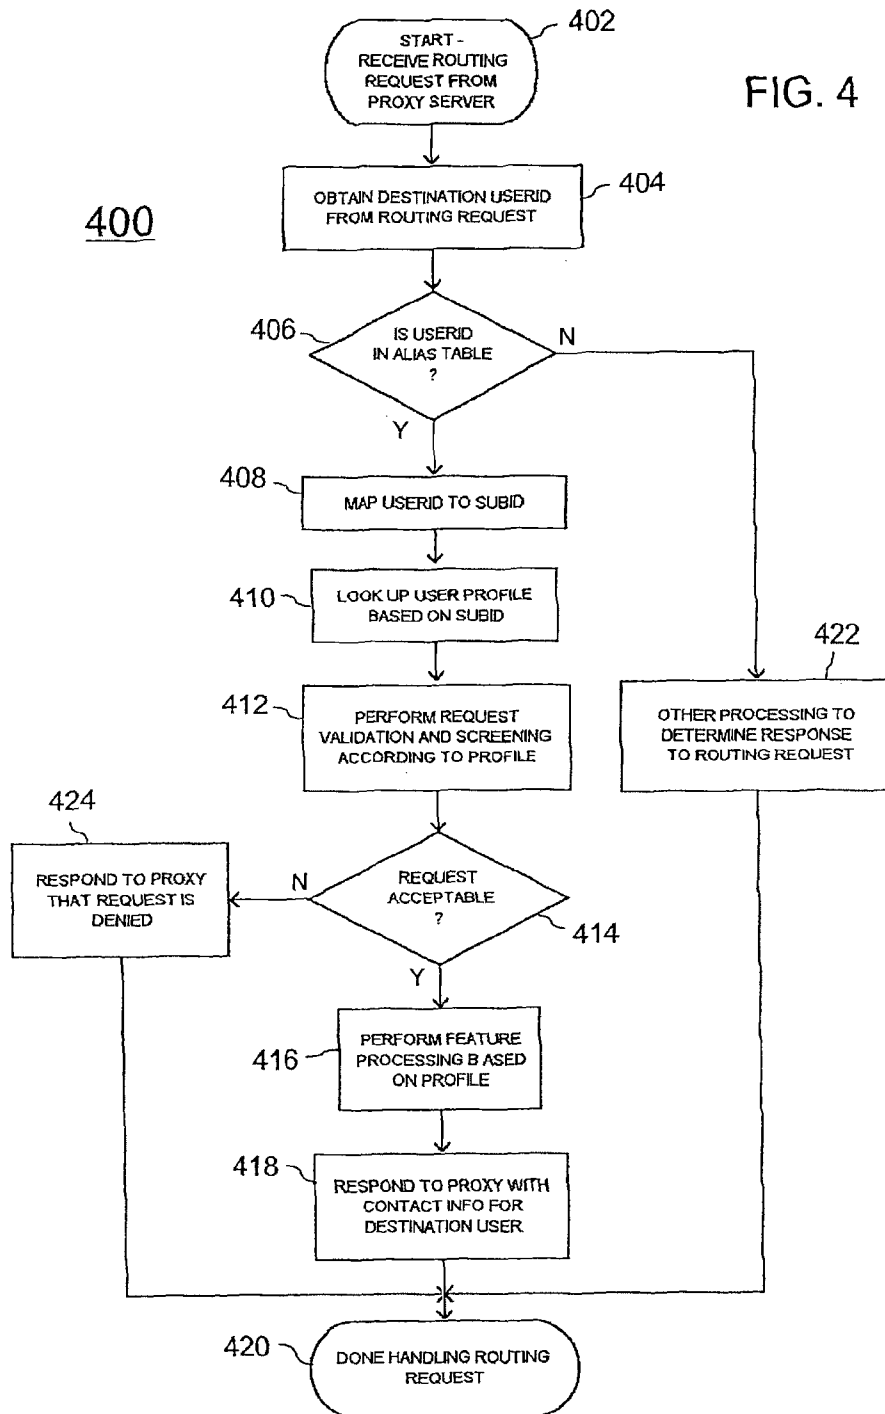 402
START -
RECEIVE ROUTING
REQUEST FROM
PROXY SERVER
FIG. 4
404
OBTAIN DESTINATION USERID
FROM ROUTING REQUEST
400
406
IS USERID
IN ALIAS TABLE
?
N
Y
408
MAP USERID TO SUBID
410
LOOK UP USER PROFILE
BASED ON SUBID
422
412
PERFORM REQUEST
VALIDATION AND SCREENING
ACCORDING TO PROFILE
OTHER PROCESSING TO
DETERMINE RESPONSE
TO ROUTING REQUEST
424
RESPOND TO PROXY
THAT REQUEST IS
DENIED
N
REQUEST
ACCEPTABLE
?
414
Y
416
PERFORM FEATURE
PROCESSING BASED
ON PROFILE
418
RESPOND TO PROXY WITH
CONTACT INFO FOR
DESTINATION USER.
420
DONE HANDLING ROUTING
REQUEST